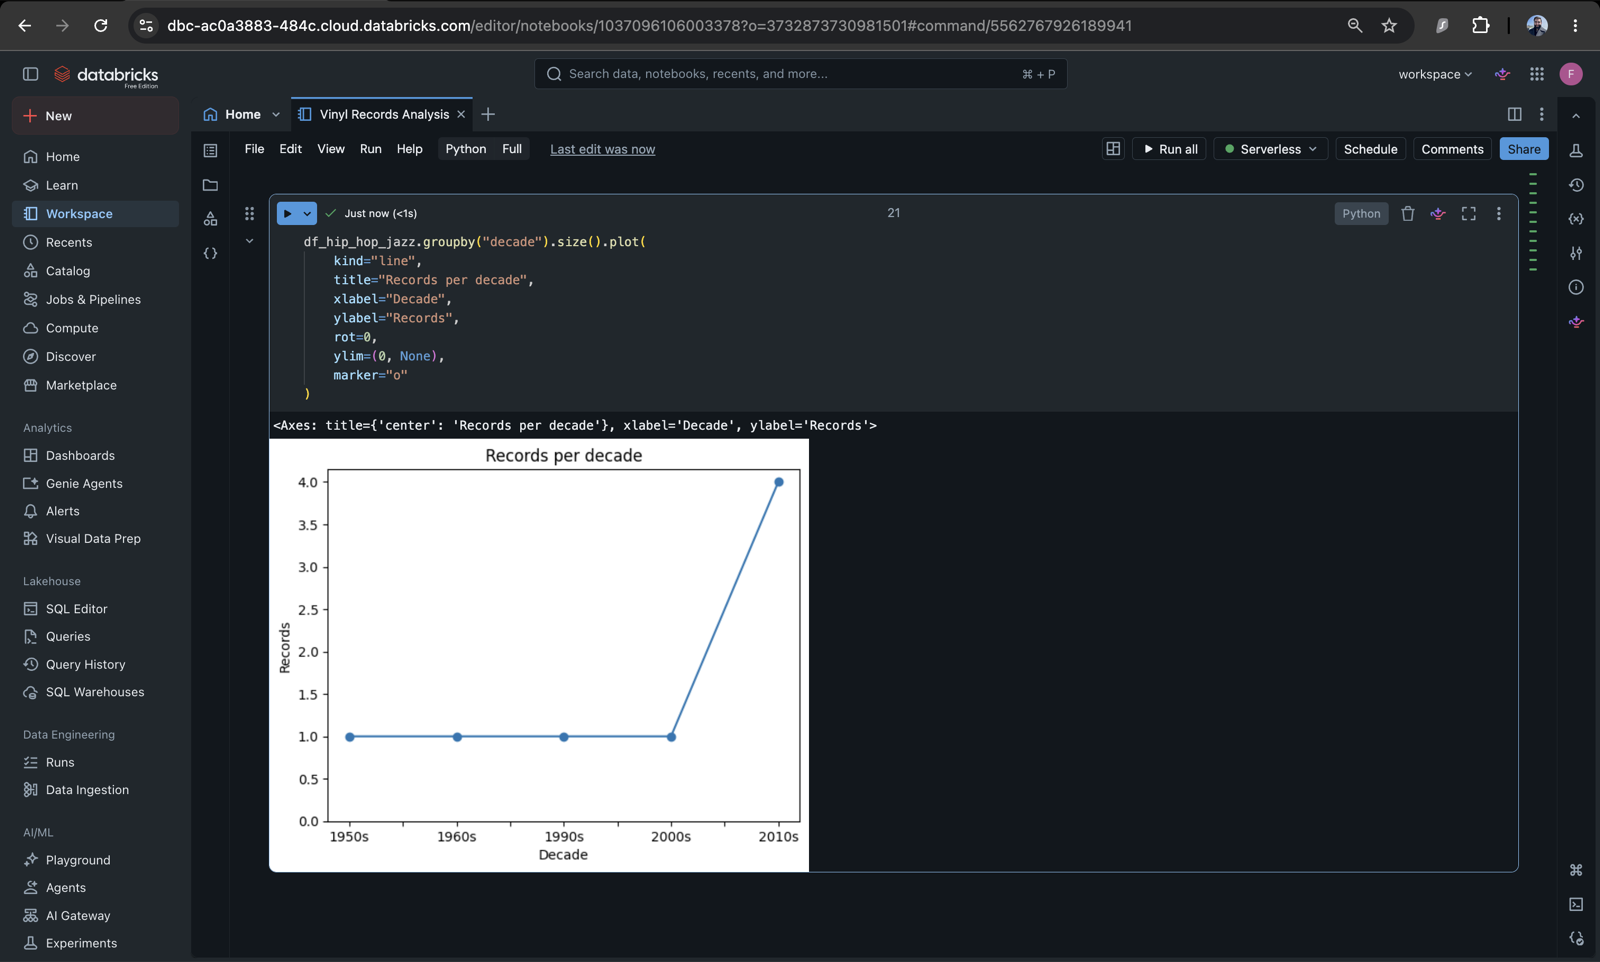 dbc-ac0a3883-484c.cloud.databricks.com/editor/notebooks/1037096106003378?o=3732873730981501#command/5562767926189941
databricks
Free Edition
Search data, notebooks, recents, and more...
⌘ + P
workspace
F
New
Home
Learn
Workspace
Recents
Catalog
Jobs & Pipelines
Compute
Discover
Marketplace
Analytics
Dashboards
Genie Agents
Alerts
Visual Data Prep
Lakehouse
SQL Editor
Queries
Query History
SQL Warehouses
Data Engineering
Runs
Data Ingestion
AI/ML
Playground
Agents
AI Gateway
Experiments
Home
Vinyl Records Analysis
File Edit View Run Help Python Full Last edit was now
Run all Serverless Schedule Comments Share
Just now (<1s)
21
Python
df_hip_hop_jazz.groupby("decade").size().plot(
kind="line",
title="Records per decade",
xlabel="Decade",
ylabel="Records",
rot=0,
ylim=(0, None),
marker="o"
)
<Axes: title={'center': 'Records per decade'}, xlabel='Decade', ylabel='Records'>
Records per decade
4.0
3.5
3.0
2.5
2.0
1.5
1.0
0.5
0.0
Records
1950s 1960s 1990s 2000s 2010s
Decade